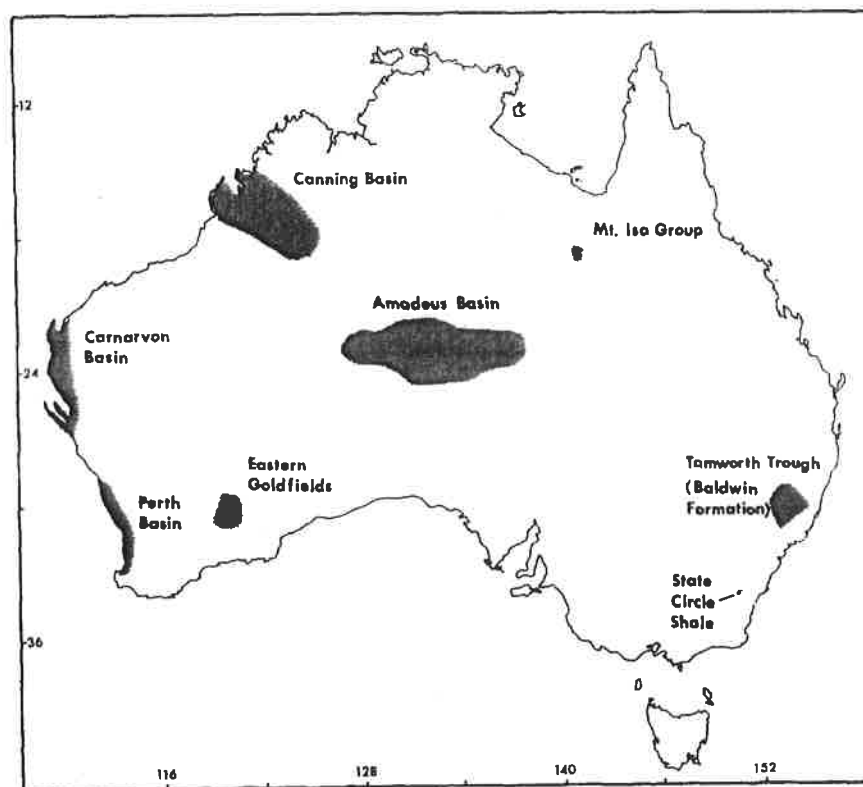 12
Canning Basin
Mt. Isa Group
Amadeus Basin
Carnarvon
Basin
24
Eastern
Goldfields
Tamworth Trough
(Baldwin
Formation)
Perth
Basin
State
Circle
Shale
36
116
128
140
152